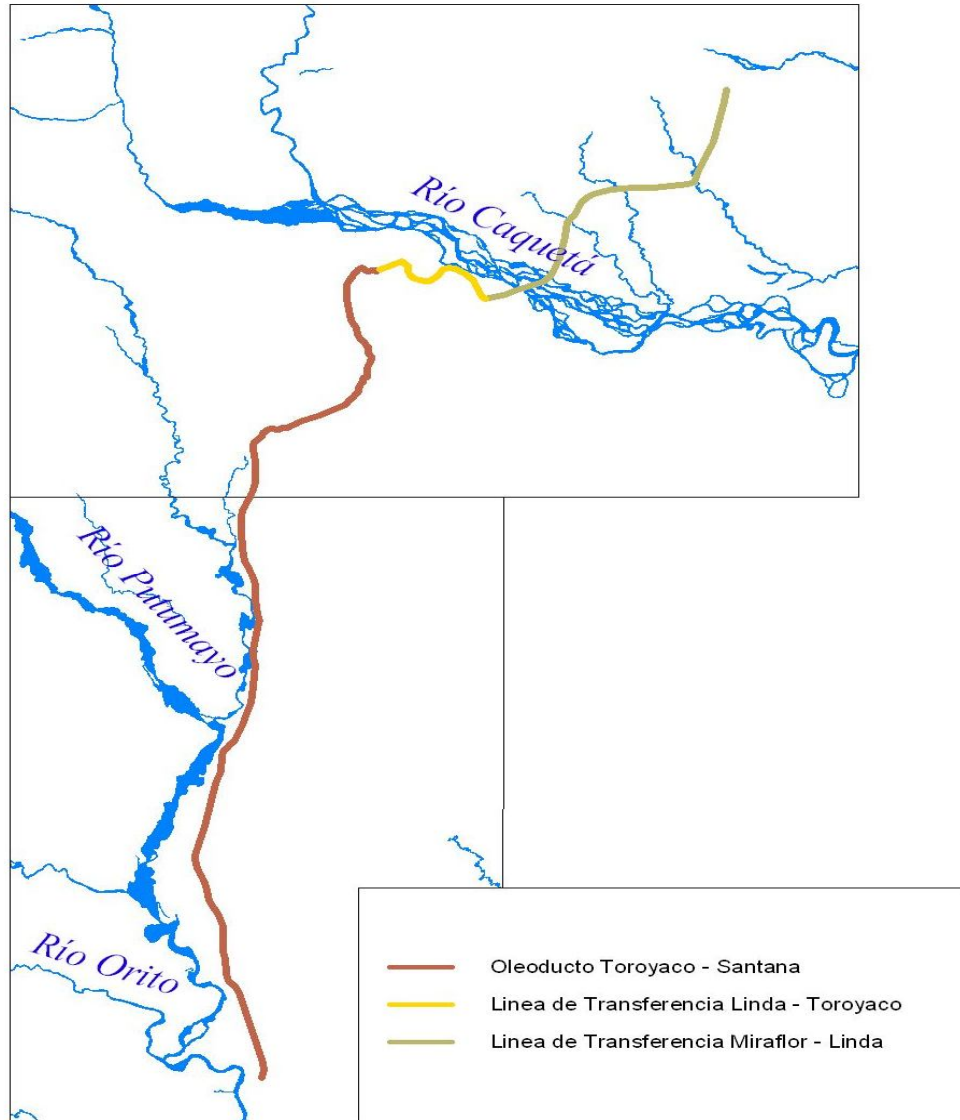 Río Caquetá
Río Putumayo
Río Orito
Oleoducto Toroyaco - Santana
Linea de Transferencia Linda - Toroyaco
Linea de Transferencia Miraflor - Linda